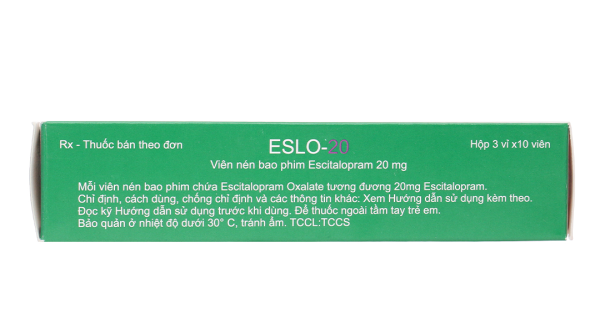 Rx - Thuốc bán theo đơn
ESLO-20
Hộp 3 vỉ x10 viên
Viên nén bao phim Escitalopram 20 mg
Mỗi viên nén bao phim chứa Escitalopram Oxalate tương đương 20mg Escitalopram.
Chỉ định, cách dùng, chống chỉ định và các thông tin khác: Xem Hướng dẫn sử dụng kèm theo.
Đọc kỹ Hướng dẫn sử dụng trước khi dùng. Để thuốc ngoài tầm tay trẻ em.
Bảo quản ở nhiệt độ dưới 30° C, tránh ẩm. TCCL:TCCS